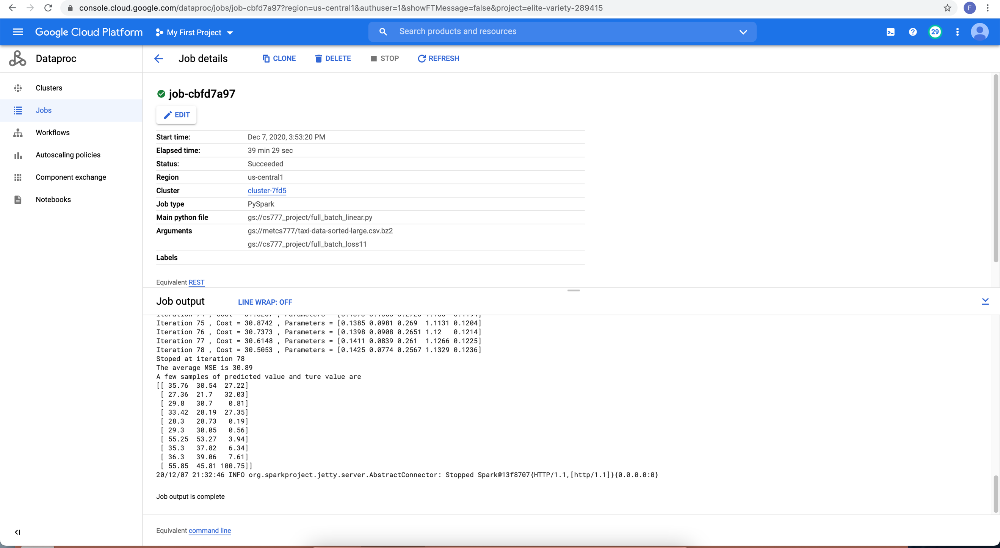 console.cloud.google.com/dataproc/jobs/job-cbfd7a97?region=us-central1&authuser=1&showFTMessage=false&project=elite-variety-289415
F
Google Cloud Platform
My First Project
Search products and resources
29
Dataproc
Job details
CLONE
DELETE
STOP
REFRESH
Clusters
Jobs
Workflows
Autoscaling policies
Component exchange
Notebooks
job-cbfd7a97
EDIT
Start time: Dec 7, 2020, 3:53:20 PM
Elapsed time: 39 min 29 sec
Status: Succeeded
Region us-central1
Cluster cluster-7fd5
Job type PySpark
Main python file gs://cs777_project/full_batch_linear.py
Arguments gs://metcs777/taxi-data-sorted-large.csv.bz2
gs://cs777_project/full_batch_loss11
Labels
Equivalent REST
Job output
LINE WRAP: OFF
Iteration 75 , Cost = 30.8742 , Parameters = [0.1385 0.0981 0.269 1.1131 0.1204]
Iteration 76 , Cost = 30.7373 , Parameters = [0.1398 0.0908 0.2651 1.12 0.1214]
Iteration 77 , Cost = 30.6148 , Parameters = [0.1411 0.0839 0.261 1.1266 0.1225]
Iteration 78 , Cost = 30.5053 , Parameters = [0.1425 0.0774 0.2567 1.1329 0.1236]
Stoped at iteration 78
The average MSE is 30.89
A few samples of predicted value and ture value are
[[ 35.76 30.54 27.22]
[ 27.36 21.7 32.03]
[ 29.8 30.7 0.81]
[ 33.42 28.19 27.35]
[ 28.3 28.73 0.19]
[ 29.3 30.05 0.56]
[ 55.25 53.27 3.94]
[ 35.3 37.82 6.34]
[ 36.3 39.06 7.61]
[ 55.85 45.81 100.75]]
20/12/07 21:32:46 INFO org.sparkproject.jetty.server.AbstractConnector: Stopped Spark@13f8707{HTTP/1.1,[http/1.1]}{0.0.0.0:0}
Job output is complete
Equivalent command line